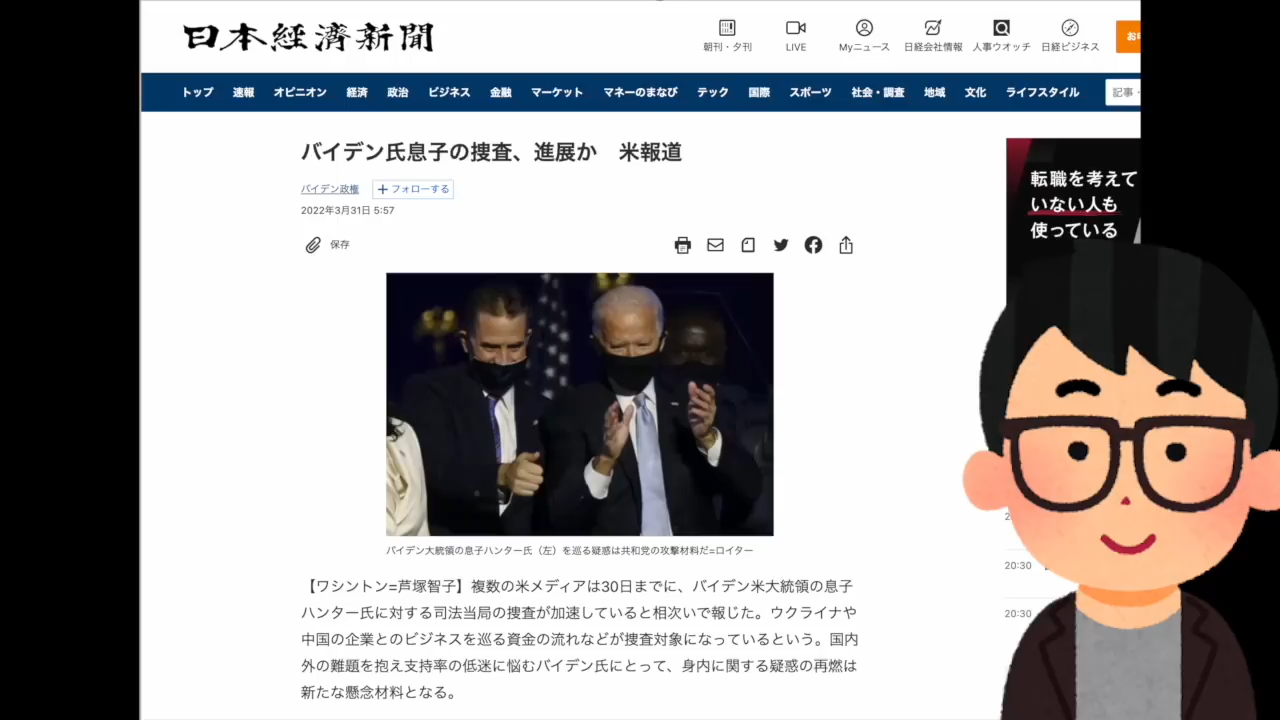 日本経済新聞
朝刊・夕刊
LIVE
Myニュース
日経会社情報
人事ウオッチ
日経ビジネス
トップ 速報 オピニオン 経済 政治 ビジネス 金融 マーケット マネーのまなび テック 国際 スポーツ 社会・調査 地域 文化 ライフスタイル
記事・
バイデン氏息子の捜査、進展か 米報道
バイデン政権
+フォローする
2022年3月31日 5:57
保存
転職を考えて
いない人も
使っている
バイデン大統領の息子ハンター氏（左）を巡る疑惑は共和党の攻撃材料だ=ロイター
【ワシントン=芦塚智子】複数の米メディアは30日までに、バイデン米大統領の息子
ハンター氏に対する司法当局の捜査が加速していると相次いで報じた。ウクライナや
中国の企業とのビジネスを巡る資金の流れなどが捜査対象になっているという。国内
外の難題を抱え支持率の低迷に悩むバイデン氏にとって、身内に関する疑惑の再燃は
新たな懸念材料となる。
20:30
20:30